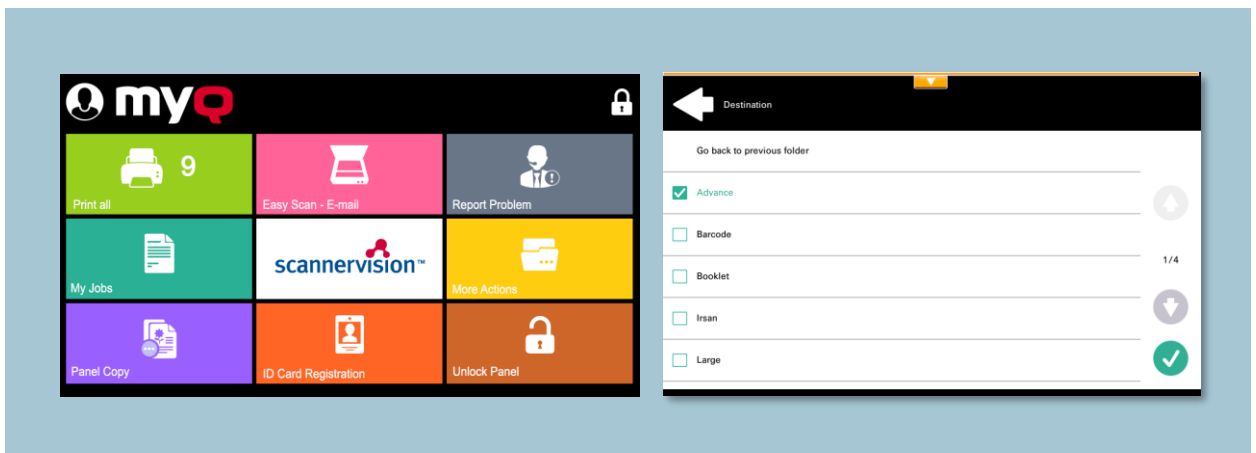 myQ
9
Print all
Easy Scan - E-mail
Report Problem
My Jobs
scannervision™
More Actions
Panel Copy
ID Card Registration
Unlock Panel
Destination
Go back to previous folder
Advance
Barcode
Booklet
1/4
Irsan
Large